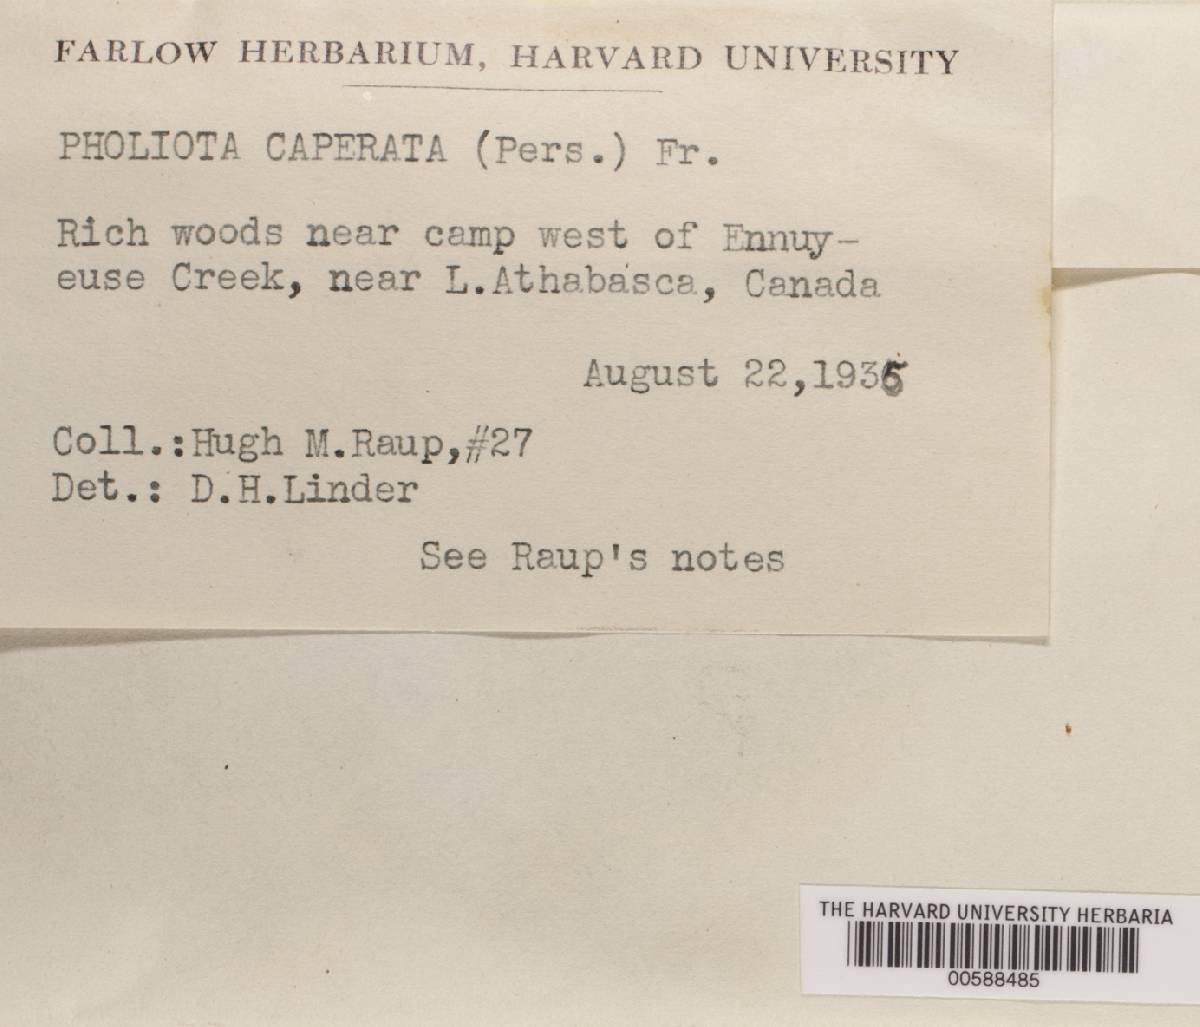 FARLOW HERBARIUM, HARVARD UNIVERSITY
PHOLIOTA CAPERATA (Pers.) Fr.
Rich woods near camp west of Ennuy-
euse Creek, near L.Athabasca, Canada
August 22,1935
Coll.:Hugh M.Raup,#27
Det.: D.H.Linder
See Raup's notes
THE HARVARD UNIVERSITY HERBARIA
00588485